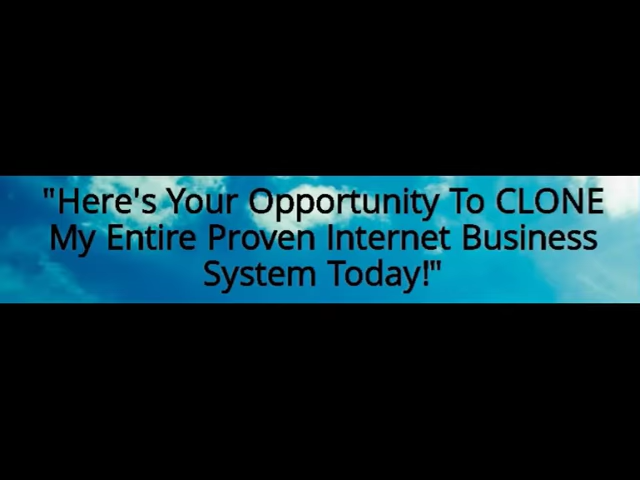 "Here's Your Opportunity To CLONE
My Entire Proven Internet Business
System Today!"